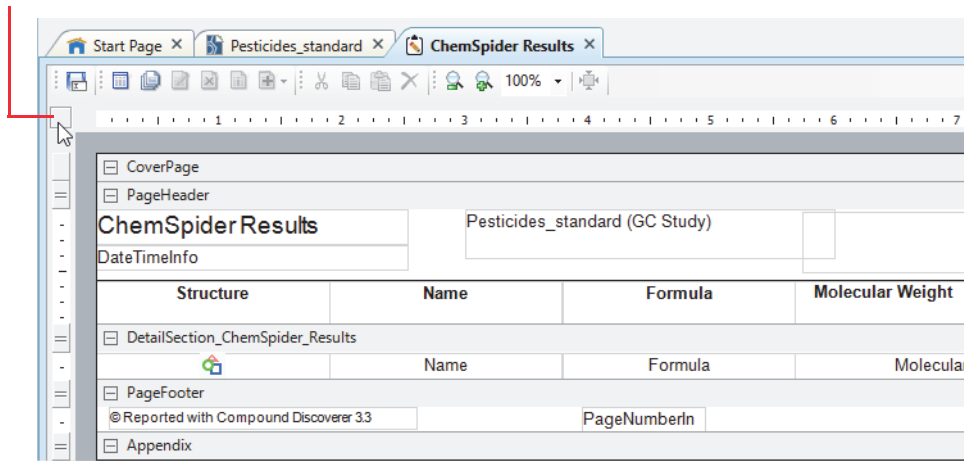 Start Page × Pesticides_standard × ChemSpider Results ×
100%
1 2 3 4 5 6 7
CoverPage
PageHeader
ChemSpider Results Pesticides_standard (GC Study)
DateTimeInfo
Structure Name Formula Molecular Weight
DetailSection_ChemSpider_Results
Name Formula Molecula
PageFooter
© Reported with Compound Discoverer 3.3 PageNumberIn
Appendix